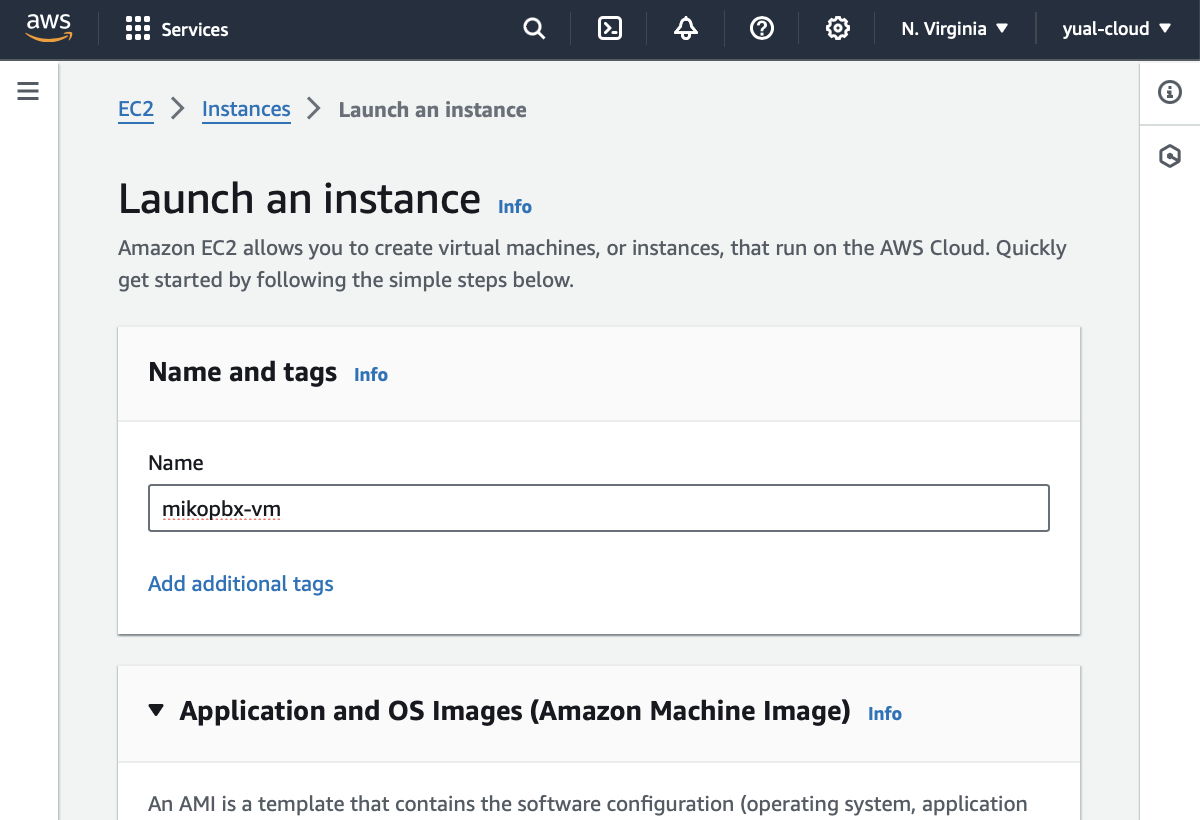 aws Services N. Virginia yual-cloud
EC2 Instances Launch an instance
Launch an instance Info
Amazon EC2 allows you to create virtual machines, or instances, that run on the AWS Cloud. Quickly
get started by following the simple steps below.
Name and tags Info
Name
mikopbx-vm
Add additional tags
Application and OS Images (Amazon Machine Image) Info
An AMI is a template that contains the software configuration (operating system, application